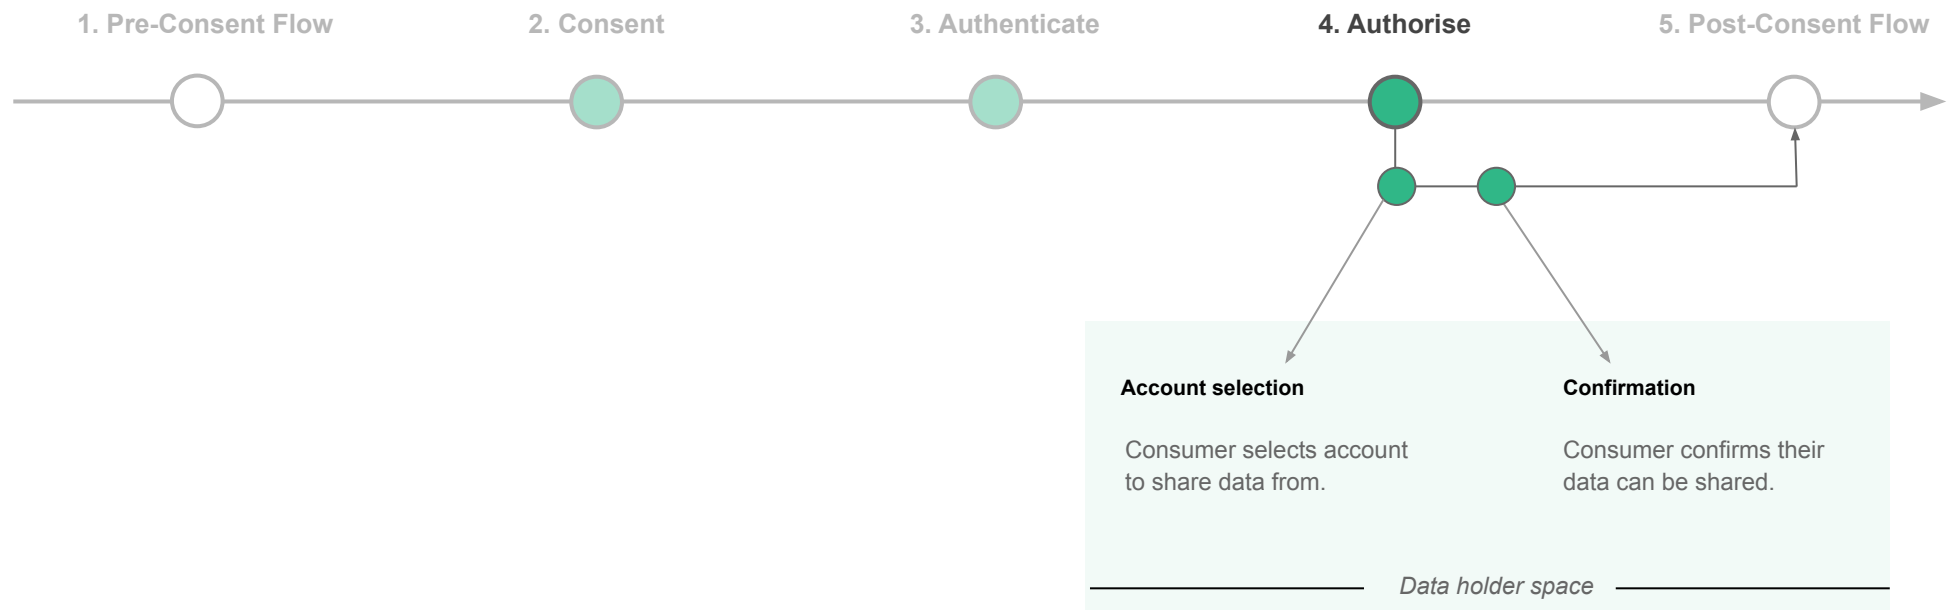 1. Pre-Consent Flow
2. Consent
3. Authenticate
4. Authorise
5. Post-Consent Flow
Account selection
Consumer selects account
to share data from.
Confirmation
Consumer confirms their
data can be shared.
Data holder space